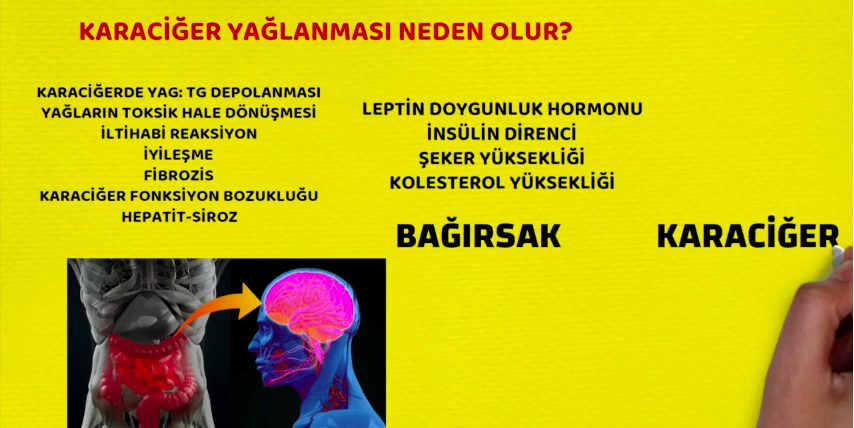 KARACİĞER YAĞLANMASI NEDEN OLUR?
KARACİĞERDE YAG: TG DEPOLANMASI
YAĞLARIN TOKSİK HALE DÖNÜŞMESİ
İLTİHABİ REAKSİYON
İYİLEŞME
FİBROZİS
KARACİĞER FONKSİYON BOZUKLUĞU
HEPATİT-SİROZ
LEPTİN DOYGUNLUK HORMONU
İNSÜLİN DİRENCİ
ŞEKER YÜKSEKLİĞİ
KOLESTEROL YÜKSEKLİĞİ
BAĞIRSAK
KARACİĞER